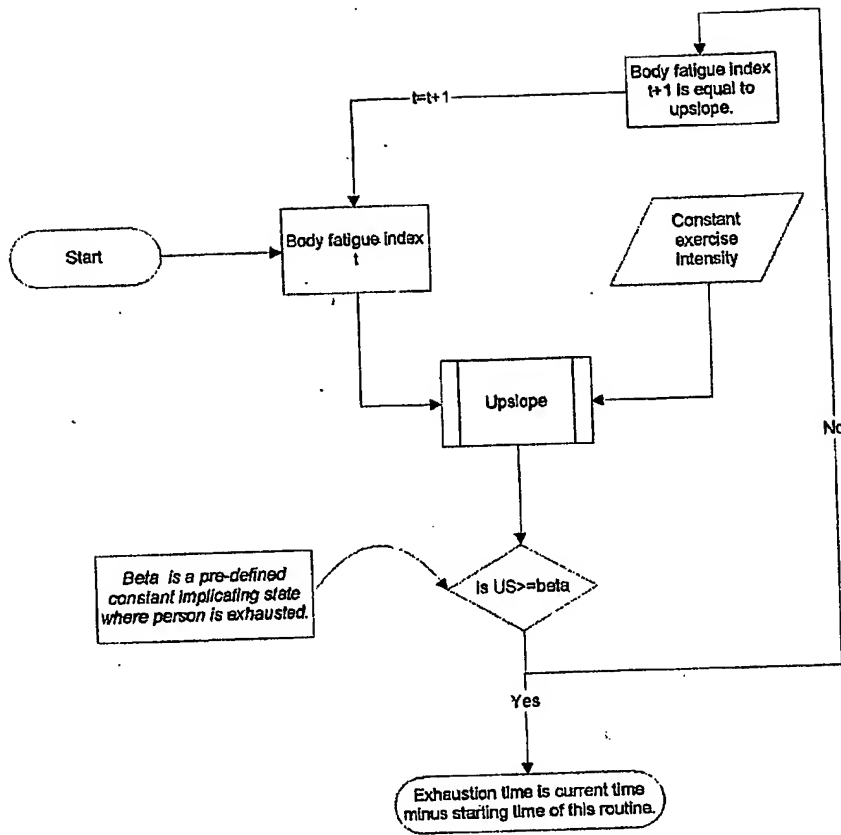 Body fatigue index
t+1 is equal to
upslope.
t=t+1
Start
Body fatigue index
t
Constant
exercise
intensity
Upslope
No
Beta is a pre-defined
constant implicating state
where person is exhausted.
is US>=beta
Yes
Exhaustion time is current time
minus starting time of this routine.